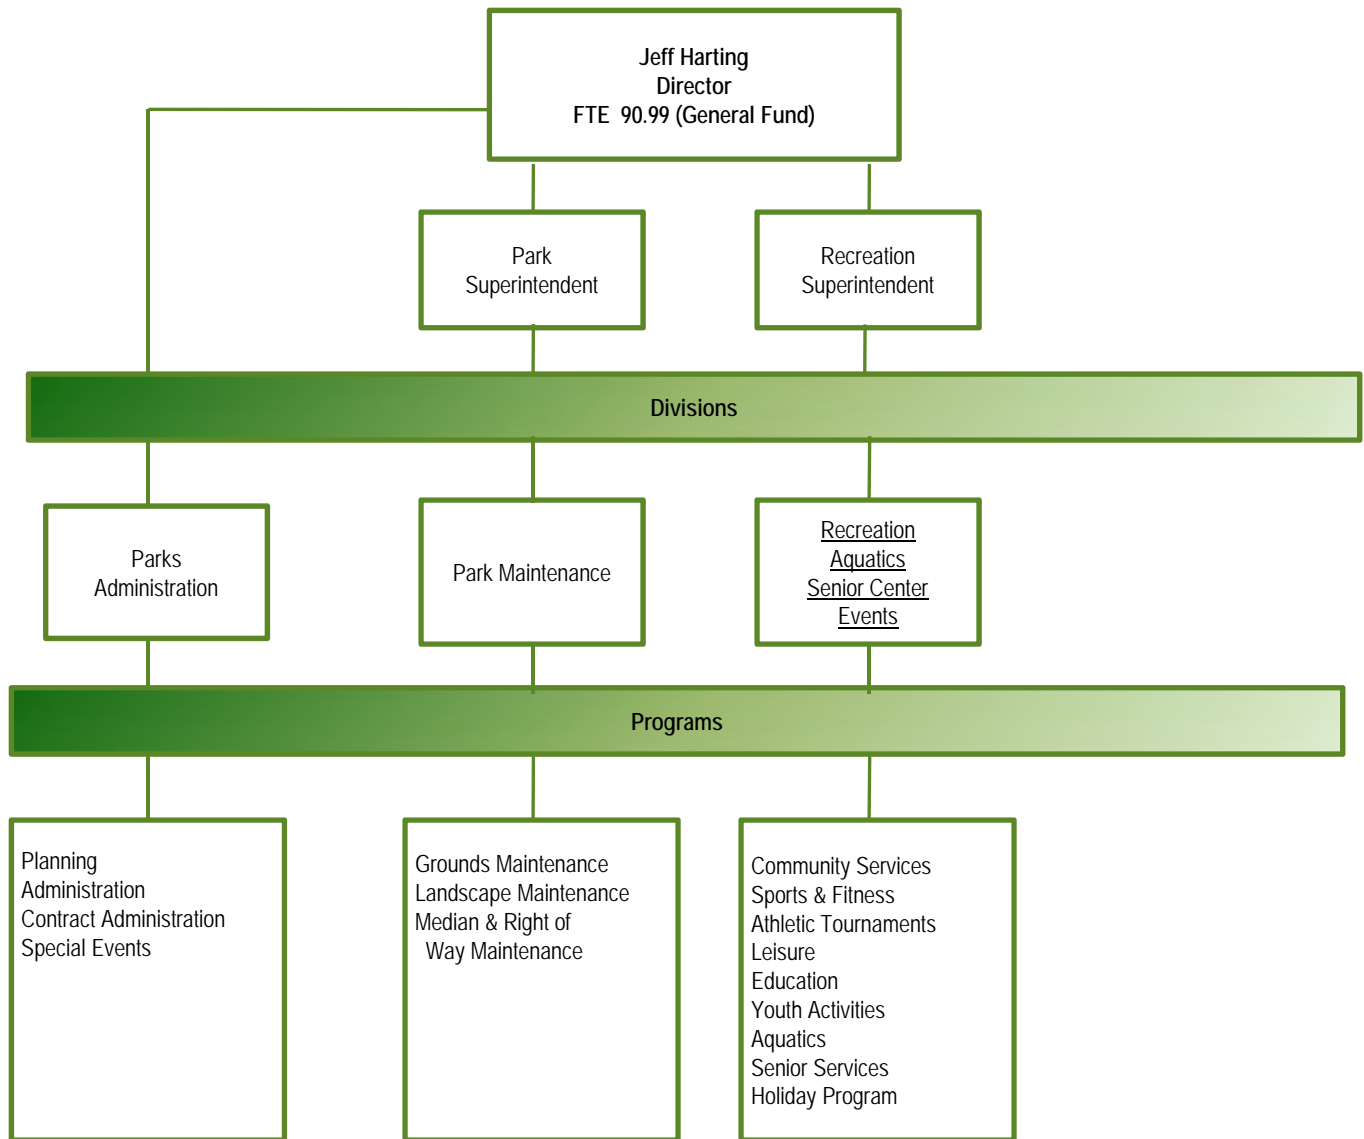 Jeff Harting
Director
FTE 90.99 (General Fund)
Park
Superintendent
Recreation
Superintendent
Divisions
Parks
Administration
Park Maintenance
Recreation
Aquatics
Senior Center
Events
Programs
Planning
Administration
Contract Administration
Special Events
Grounds Maintenance
Landscape Maintenance
Median & Right of
Way Maintenance
Community Services
Sports & Fitness
Athletic Tournaments
Leisure
Education
Youth Activities
Aquatics
Senior Services
Holiday Program